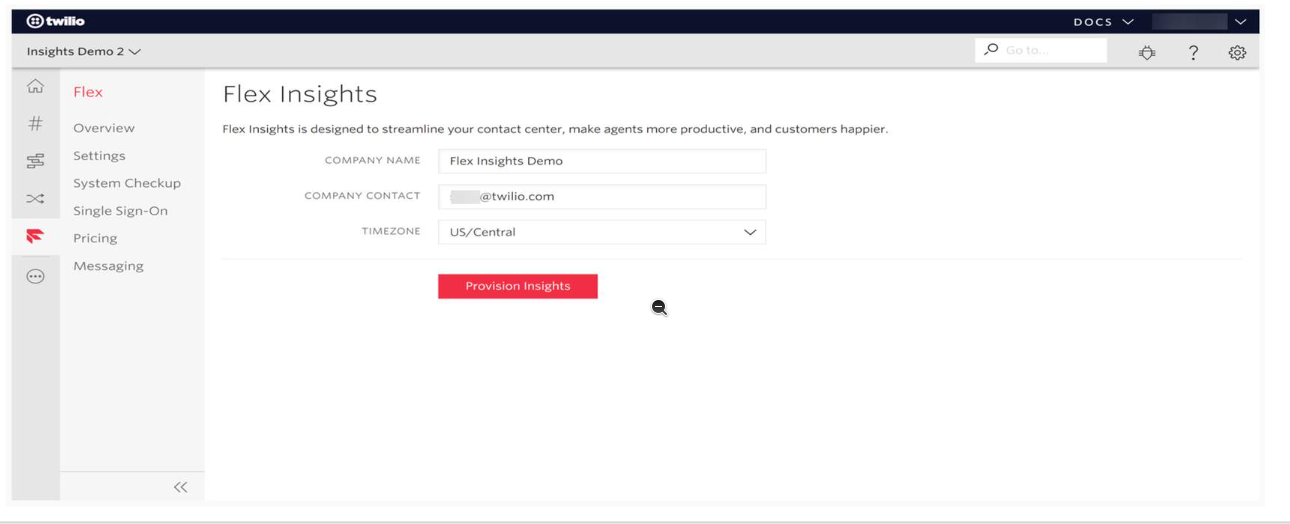 twilio
DOCS
Insights Demo 2
Go to...
Flex
Overview
Settings
System Checkup
Single Sign-On
Pricing
Messaging
Flex Insights
Flex Insights is designed to streamline your contact center, make agents more productive, and customers happier.
COMPANY NAME Flex Insights Demo
COMPANY CONTACT @twilio.com
TIMEZONE US/Central
Provision Insights